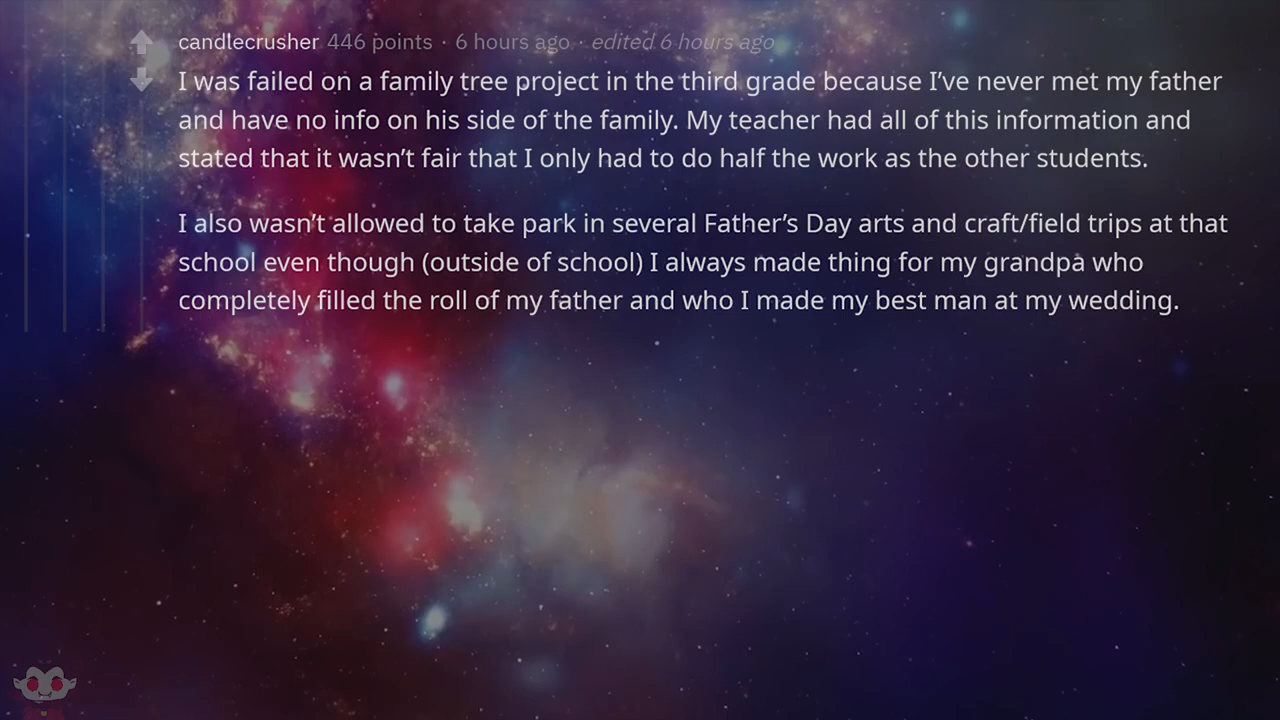 candlecrusher 446 points · 6 hours ago · edited 6 hours ago
I was failed on a family tree project in the third grade because I’ve never met my father
and have no info on his side of the family. My teacher had all of this information and
stated that it wasn’t fair that I only had to do half the work as the other students.
I also wasn’t allowed to take park in several Father’s Day arts and craft/field trips at that
school even though (outside of school) I always made thing for my grandpa who
completely filled the roll of my father and who I made my best man at my wedding.